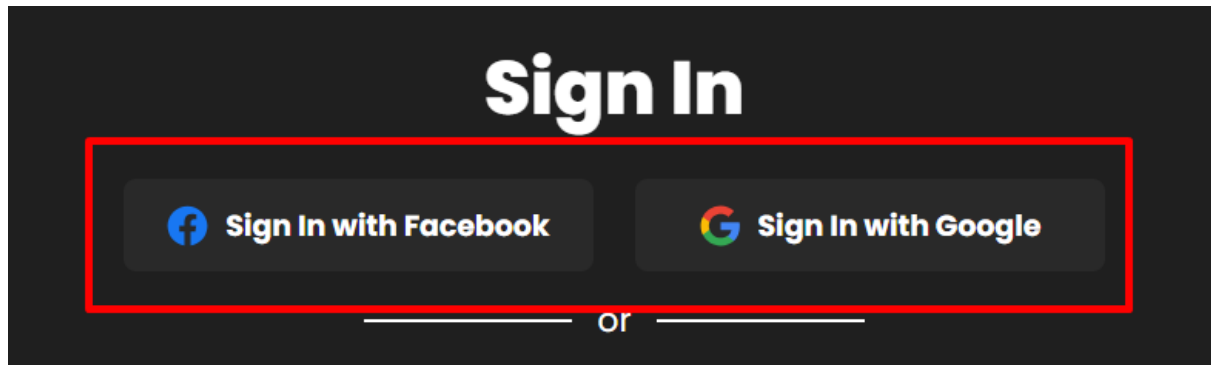 Sign In
Sign In with Facebook
Sign In with Google
or